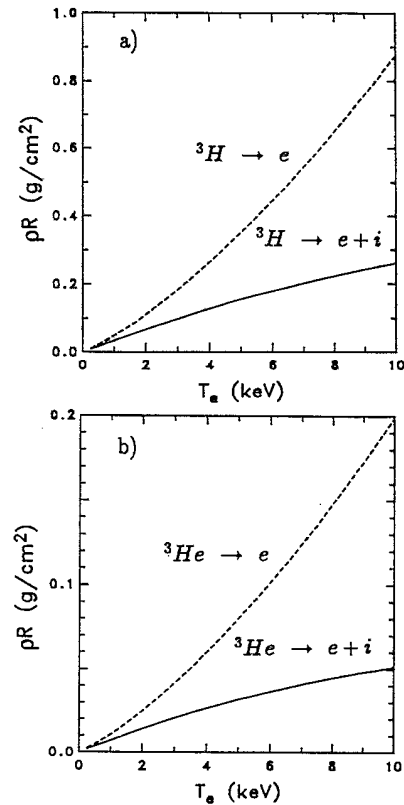 a)
1.0
0.8
0.6
0.4
0.2
0.0
ρR (g/cm²)
³H → e
³H → e+i
0 2 4 6 8 10
Tₑ (keV)
b)
0.2
0.1
0.0
ρR (g/cm²)
³He → e
³He → e+i
0 2 4 6 8 10
Tₑ (keV)